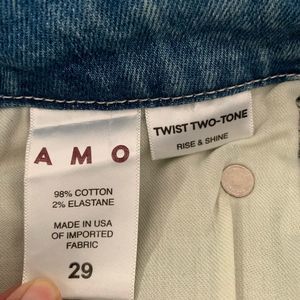 AMO
98% COTTON
2% ELASTANE
MADE IN USA
OF IMPORTED
FABRIC
29
TWIST TWO-TONE
RISE & SHINE